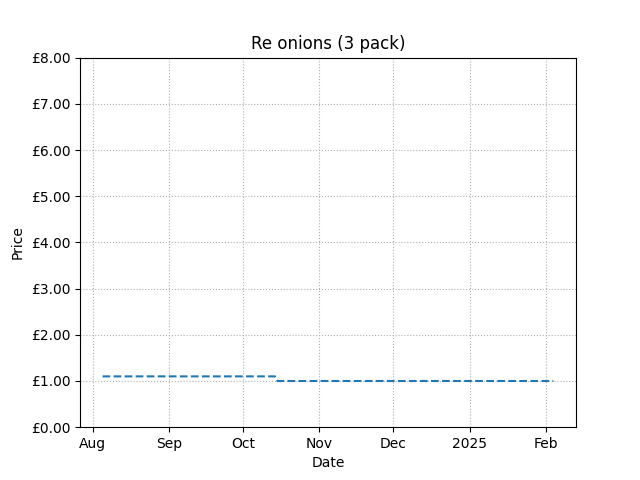 Re onions (3 pack)
£8.00
£7.00
£6.00
£5.00
£4.00
£3.00
£2.00
£1.00
£0.00
Price
Aug Sep Oct Nov Dec 2025 Feb
Date